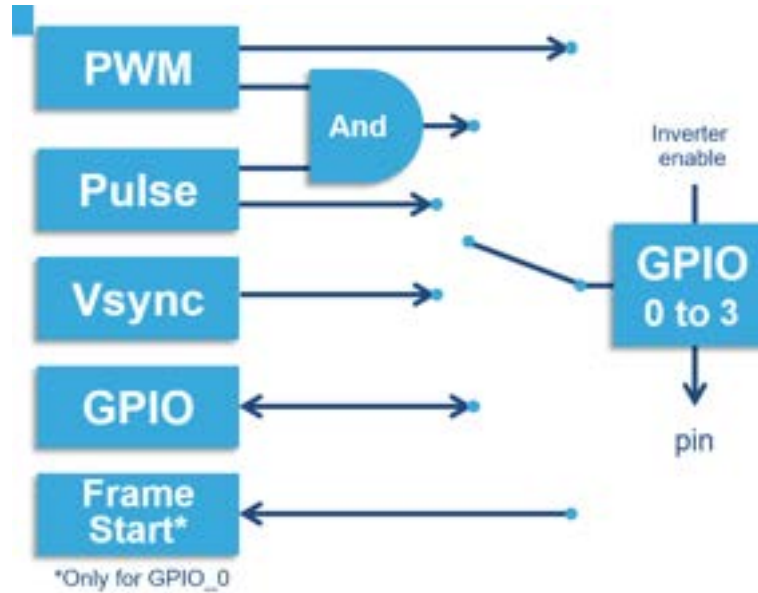 PWM
And
Inverter
enable
Pulse
GPIO
0 to 3
Vsync
GPIO
pin
Frame
Start*
*Only for GPIO_0